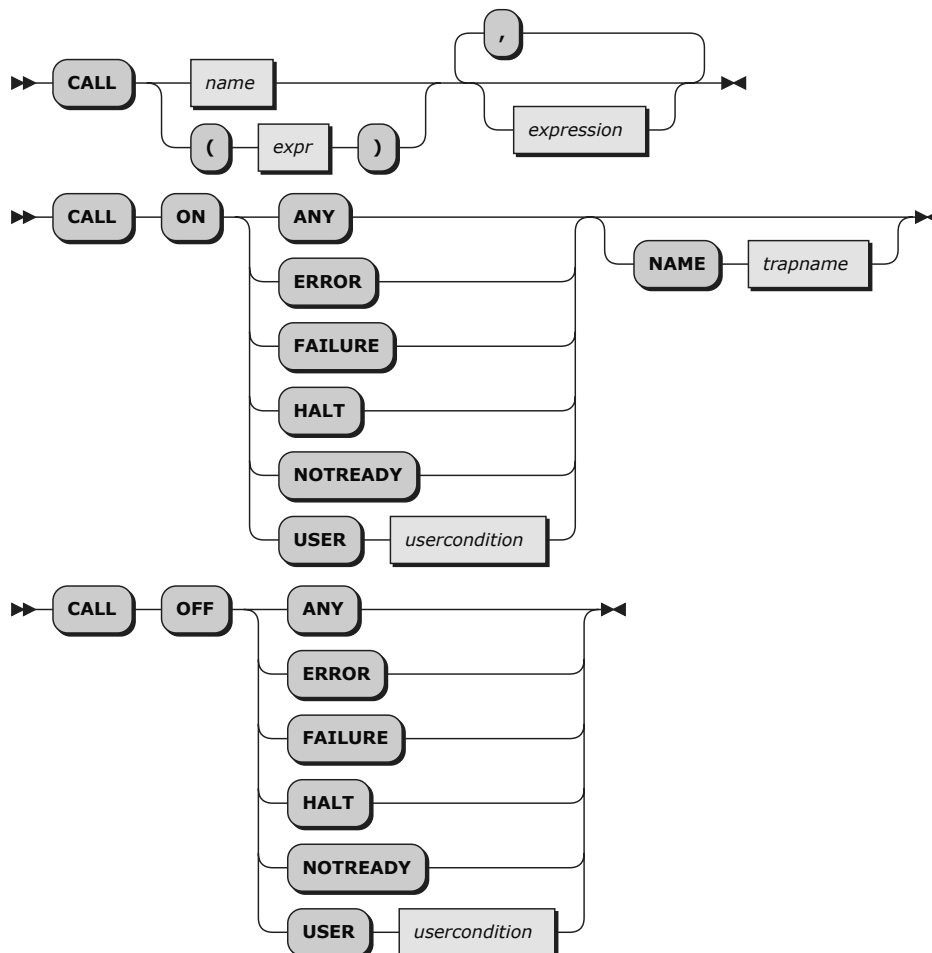 ,
CALL name
( expr ) expression
CALL ON ANY
NAME trapname
ERROR
FAILURE
HALT
NOTREADY
USER usercondition
CALL OFF ANY
ERROR
FAILURE
HALT
NOTREADY
USER usercondition